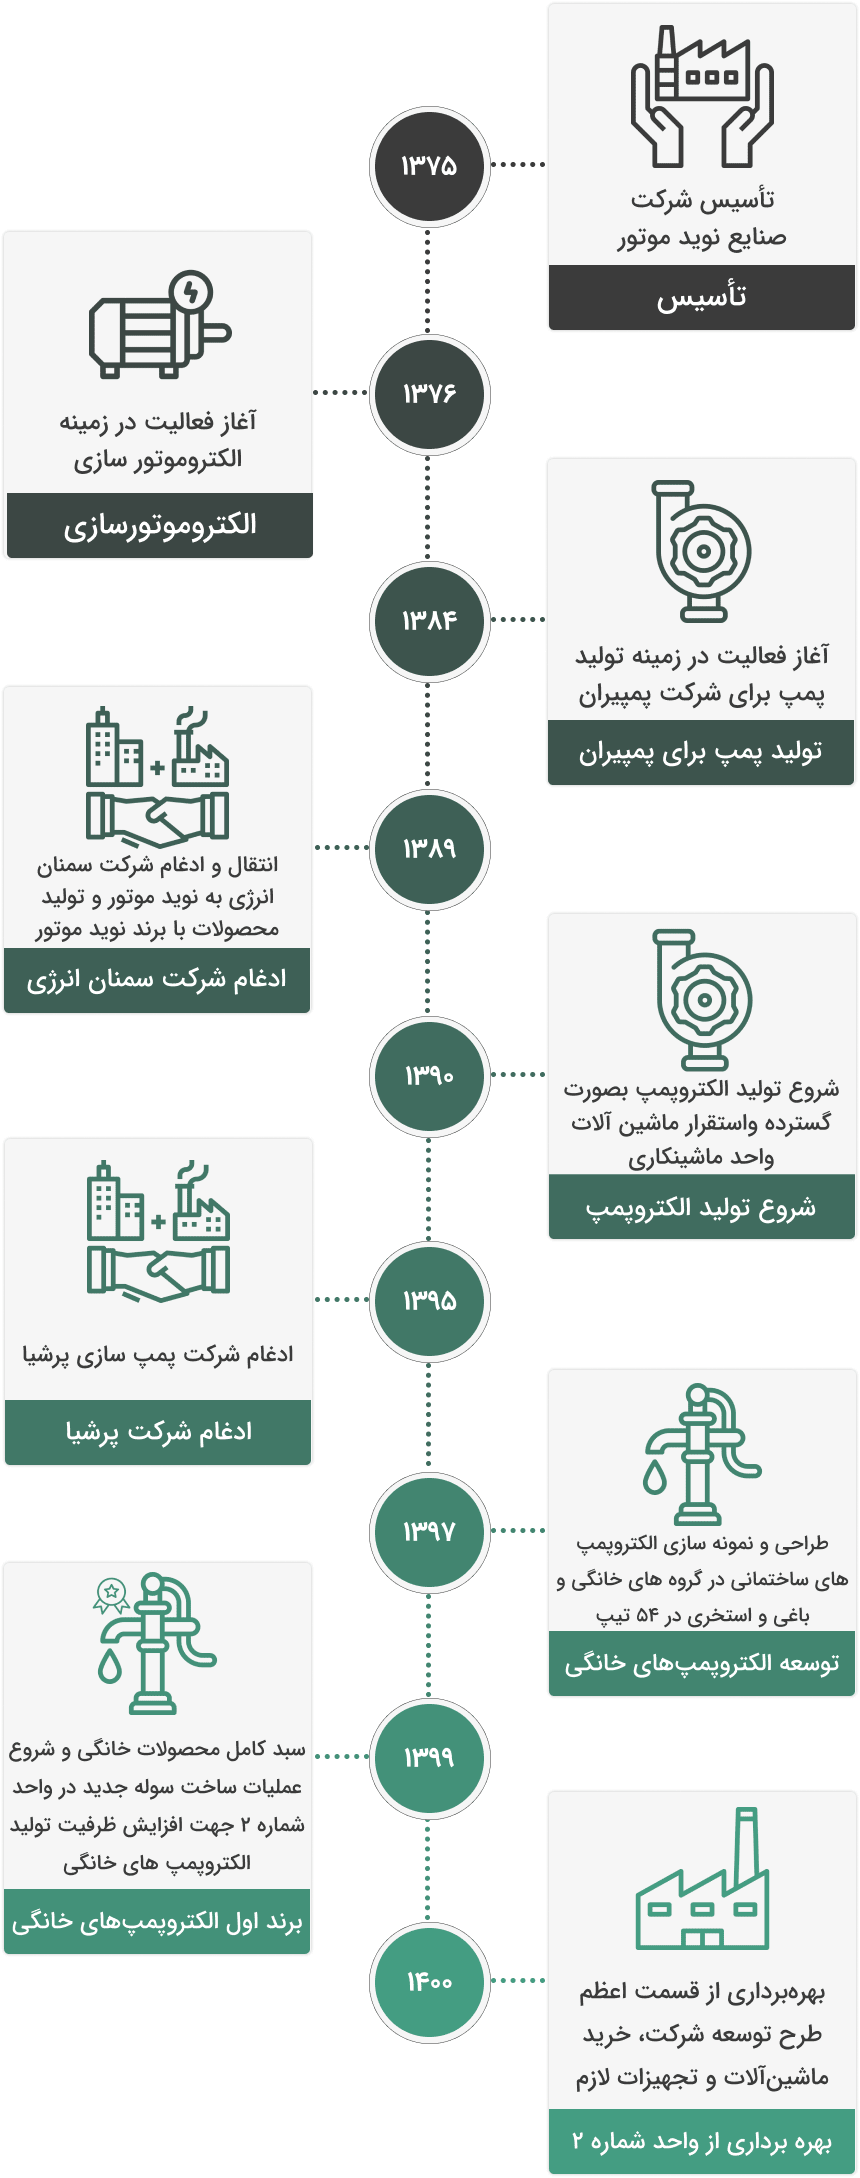 ۱۳۷۵
تأسیس شرکت
صنایع نوید موتور
تأسیس
۱۳۷۶
آغاز فعالیت در زمینه
الکتروموتور سازی
الکتروموتورسازی
۱۳۸۴
آغاز فعالیت در زمینه تولید
پمپ برای شرکت پمپیران
تولید پمپ برای پمپیران
۱۳۸۹
انتقال و ادغام شرکت سمنان
انرژی به نوید موتور و تولید
محصولات با برند نوید موتور
ادغام شرکت سمنان انرژی
۱۳۹۰
شروع تولید الکتروپمپ بصورت
گسترده واستقرار ماشین آلات
واحد ماشینکاری
شروع تولید الکتروپمپ
۱۳۹۵
ادغام شرکت پمپ سازی پرشیا
ادغام شرکت پرشیا
۱۳۹۷
طراحی و نمونه سازی الکتروپمپ
های ساختمانی در گروه های خانگی و
باغی و استخری در ۵۴ تیپ
توسعه الکتروپمپ‌های خانگی
۱۳۹۹
سبد کامل محصولات خانگی و شروع
عملیات ساخت سوله جدید در واحد
شماره ۲ جهت افزایش ظرفیت تولید
الکتروپمپ های خانگی
برند اول الکتروپمپ‌های خانگی
۱۴۰۰
بهره‌برداری از قسمت اعظم
طرح توسعه شرکت، خرید
ماشین‌آلات و تجهیزات لازم
بهره برداری از واحد شماره ۲